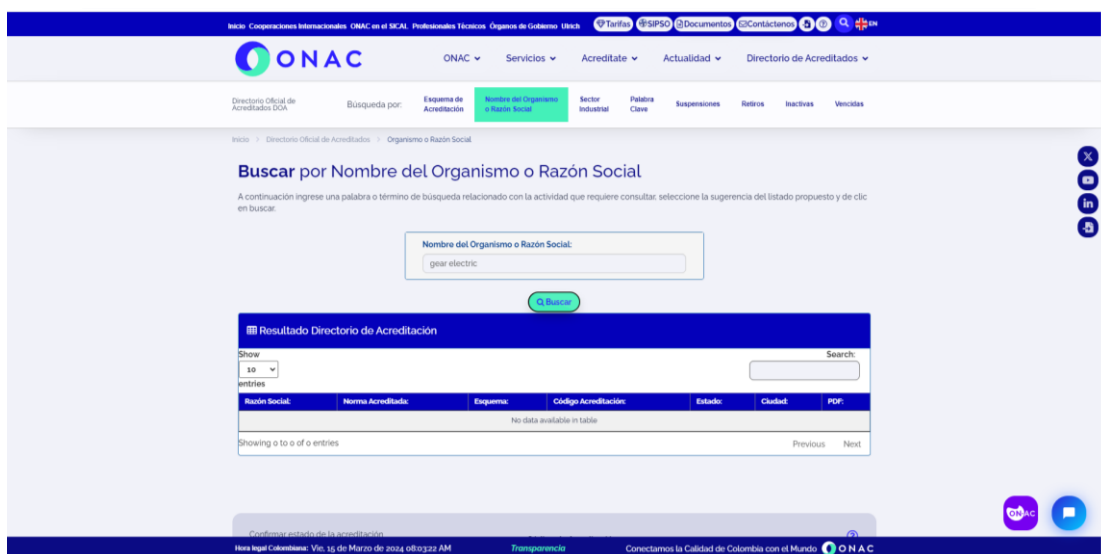 Inicio Cooperaciones Internacionales ONAC en el SICAL Profesionales Técnicos Órganos de Gobierno Ulrich Tarifas SIPSO Documentos Contáctenos EN
ONAC ONAC Servicios Acredítate Actualidad Directorio de Acreditados
Directorio Oficial de
Acreditados DOA
Búsqueda por:
Esquema de
Acreditación
Nombre del Organismo
o Razón Social
Sector
Industrial
Palabra
Clave
Suspensiones Retiros Inactivas Vencidas
Inicio > Directorio Oficial de Acreditados > Organismo o Razón Social
Buscar por Nombre del Organismo o Razón Social
A continuación ingrese una palabra o término de búsqueda relacionado con la actividad que requiere consultar, seleccione la sugerencia del listado propuesto y de clic
en buscar.
Nombre del Organismo o Razón Social:
gear electric
Buscar
Resultado Directorio de Acreditación
Show Search:
10
entries
Razón Social: Norma Acreditada: Esquema: Código Acreditación: Estado: Ciudad: PDF:
No data available in table
Showing 0 to 0 of 0 entries Previous Next
ONAC
Confirmar estado de la acreditación
Hora legal Colombiana: Vie, 15 de Marzo de 2024 08:03:22 AM Transparencia Conectamos la Calidad de Colombia con el Mundo ONAC